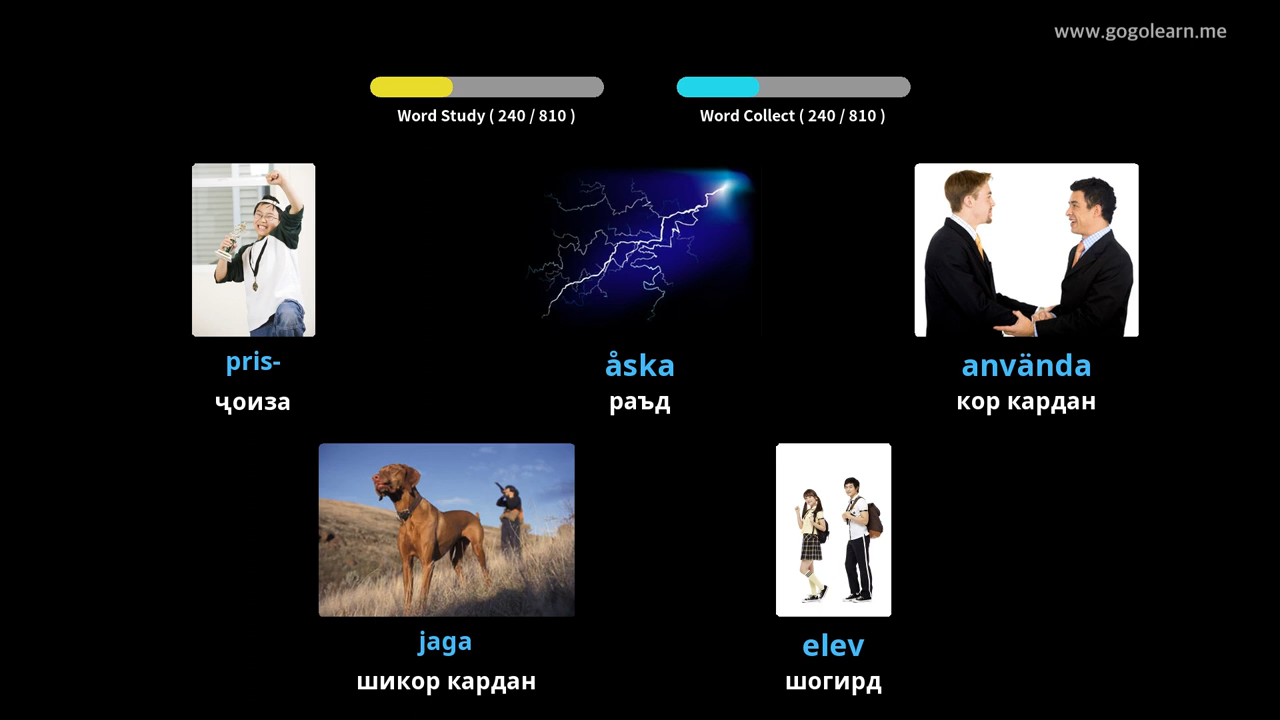 www.gogolearn.me
Word Study ( 240 / 810 )
Word Collect ( 240 / 810 )
pris-
ҷоиза
åska
раъд
använda
кор кардан
jaga
шикор кардан
elev
шогирд